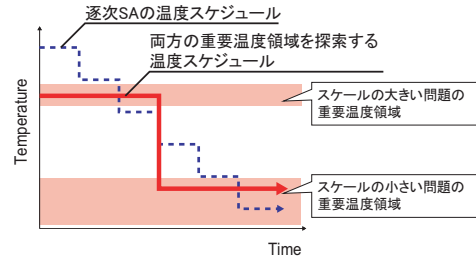 逐次SAの温度スケジュール
両方の重要温度領域を探索する
温度スケジュール
スケールの大きい問題の
重要温度領域
スケールの小さい問題の
重要温度領域
Temperature
Time